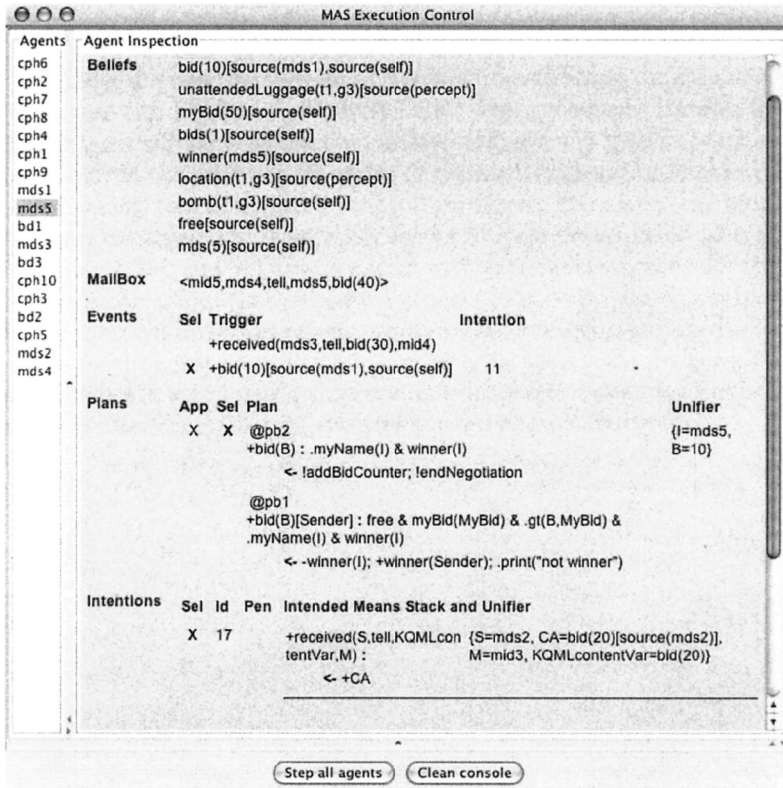 MAS Execution Control
Agents
cph6
cph2
cph7
cph8
cph4
cph1
cph9
mds1
mds5
bd1
mds3
bd3
cph10
cph3
bd2
cph5
mds2
mds4
Agent Inspection
Beliefs
bid(10)[source(mds1),source(self)]
unattendedLuggage(t1,g3)[source(percept)]
myBid(50)[source(self)]
bids(1)[source(self)]
winner(mds5)[source(self)]
location(t1,g3)[source(percept)]
bomb(t1,g3)[source(self)]
free[source(self)]
mds(5)[source(self)]
MailBox <mid5,mds4,tell,mds5,bid(40)>
Events Sel Trigger Intention
+received(mds3,tell,bid(30),mid4)
X +bid(10)[source(mds1),source(self)] 11
Plans App Sel Plan Unifier
X X @pb2 {I=mds5,
+bid(B) : .myName(I) & winner(I) B=10}
<- !addBidCounter; !endNegotiation
@pb1
+bid(B)[Sender] : free & myBid(MyBid) & .gt(B,MyBid) &
.myName(I) & winner(I)
<- -winner(I); +winner(Sender); .print("not winner")
Intentions Sel Id Pen Intended Means Stack and Unifier
X 17 +received(S,tell,KQMLcon {S=mds2, CA=bid(20)[source(mds2)],
tentVar,M) : M=mid3, KQMLcontentVar=bid(20)}
<- +CA
Step all agents Clean console